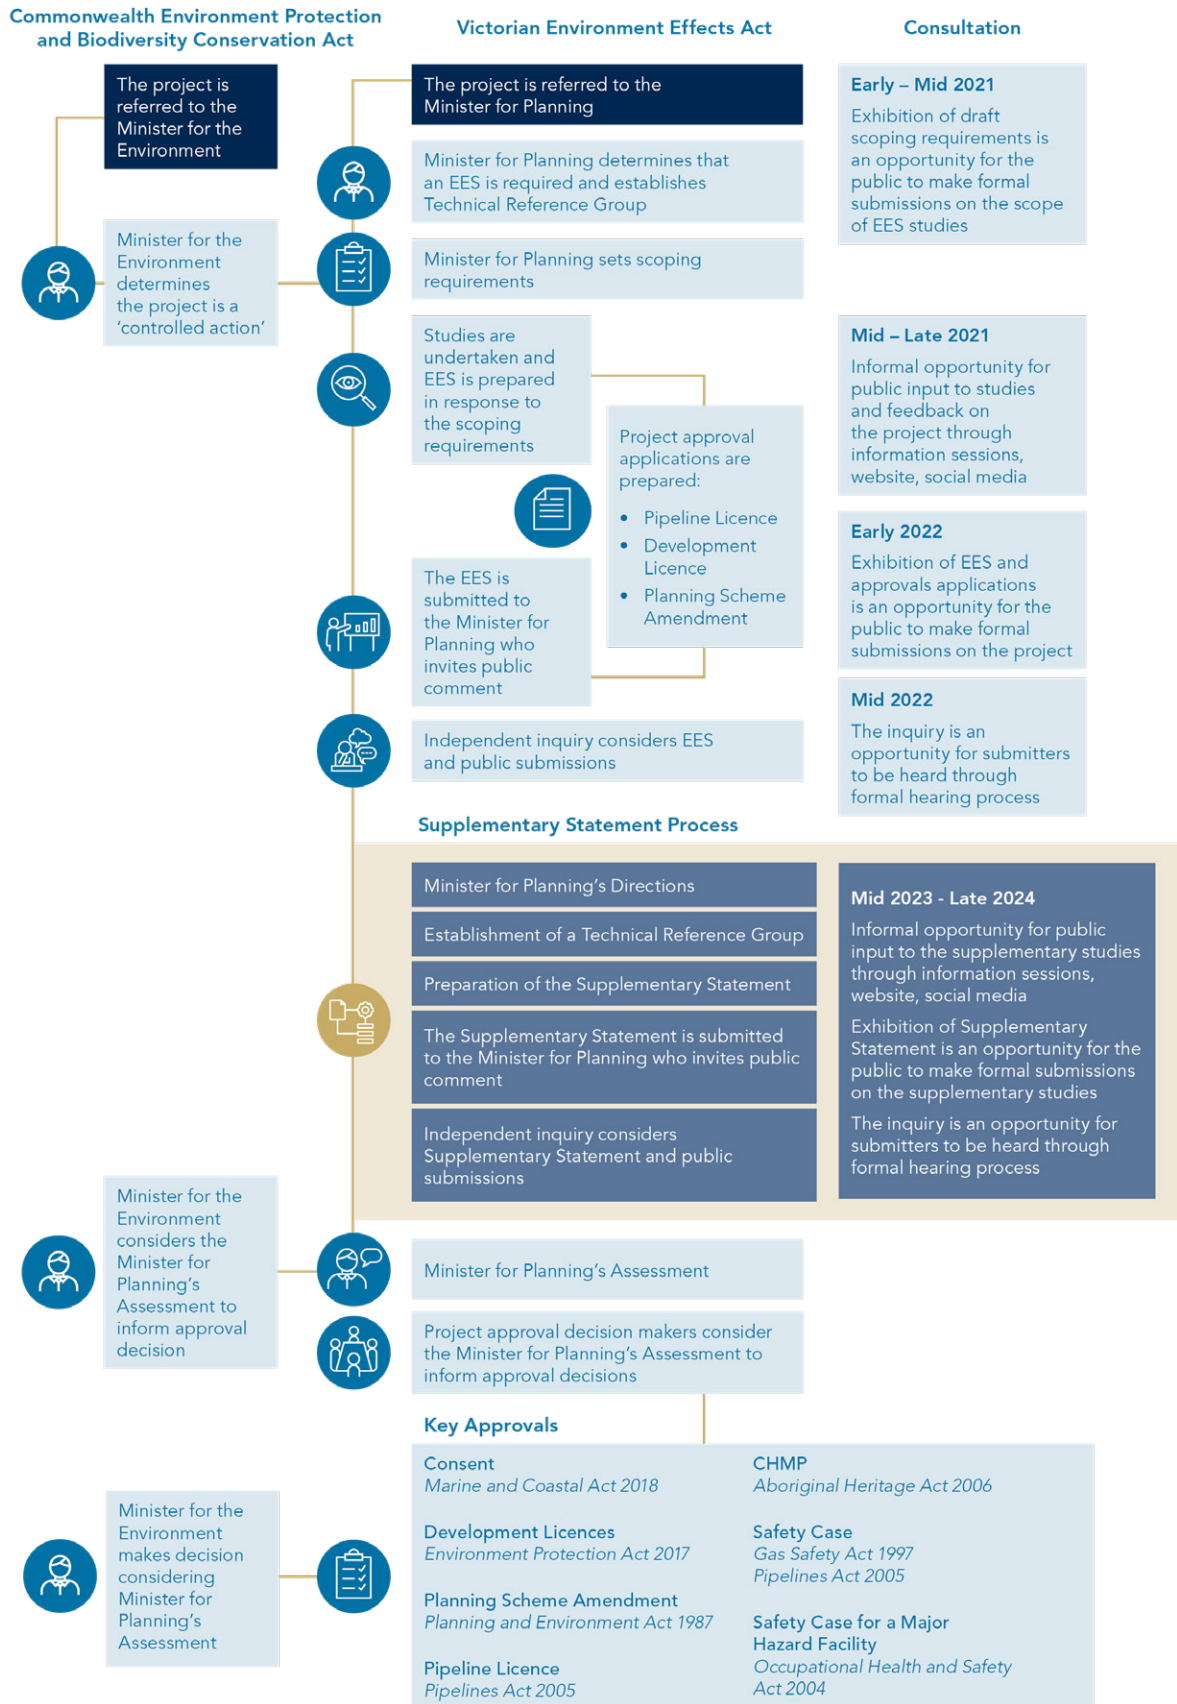 Commonwealth Environment Protection
and Biodiversity Conservation Act
Victorian Environment Effects Act
Consultation
The project is
referred to the
Minister for the
Environment
The project is referred to the
Minister for Planning
Early – Mid 2021
Exhibition of draft
scoping requirements is
an opportunity for the
public to make formal
submissions on the scope
of EES studies
Minister for Planning determines that
an EES is required and establishes
Technical Reference Group
Minister for the
Environment
determines
the project is a
‘controlled action’
Minister for Planning sets scoping
requirements
Studies are
undertaken and
EES is prepared
in response to
the scoping
requirements
Mid – Late 2021
Informal opportunity for
public input to studies
and feedback on
the project through
information sessions,
website, social media
Project approval
applications are
prepared:
• Pipeline Licence
• Development
Licence
• Planning Scheme
Amendment
Early 2022
Exhibition of EES and
approvals applications
is an opportunity for the
public to make formal
submissions on the project
The EES is
submitted to
the Minister for
Planning who
invites public
comment
Mid 2022
The inquiry is an
opportunity for submitters
to be heard through
formal hearing process
Independent inquiry considers EES
and public submissions
Supplementary Statement Process
Minister for Planning’s Directions
Establishment of a Technical Reference Group
Preparation of the Supplementary Statement
The Supplementary Statement is submitted
to the Minister for Planning who invites public
comment
Independent inquiry considers
Supplementary Statement and public
submissions
Mid 2023 - Late 2024
Informal opportunity for public
input to the supplementary studies
through information sessions,
website, social media
Exhibition of Supplementary
Statement is an opportunity for the
public to make formal submissions
on the supplementary studies
The inquiry is an opportunity for
submitters to be heard through
formal hearing process
Minister for the
Environment
considers the
Minister for
Planning’s
Assessment to
inform approval
decision
Minister for Planning’s Assessment
Project approval decision makers consider
the Minister for Planning’s Assessment to
inform approval decisions
Key Approvals
Consent
Marine and Coastal Act 2018
Development Licences
Environment Protection Act 2017
Planning Scheme Amendment
Planning and Environment Act 1987
Pipeline Licence
Pipelines Act 2005
CHMP
Aboriginal Heritage Act 2006
Safety Case
Gas Safety Act 1997
Pipelines Act 2005
Safety Case for a Major
Hazard Facility
Occupational Health and Safety
Act 2004
Minister for the
Environment
makes decision
considering
Minister for
Planning’s
Assessment